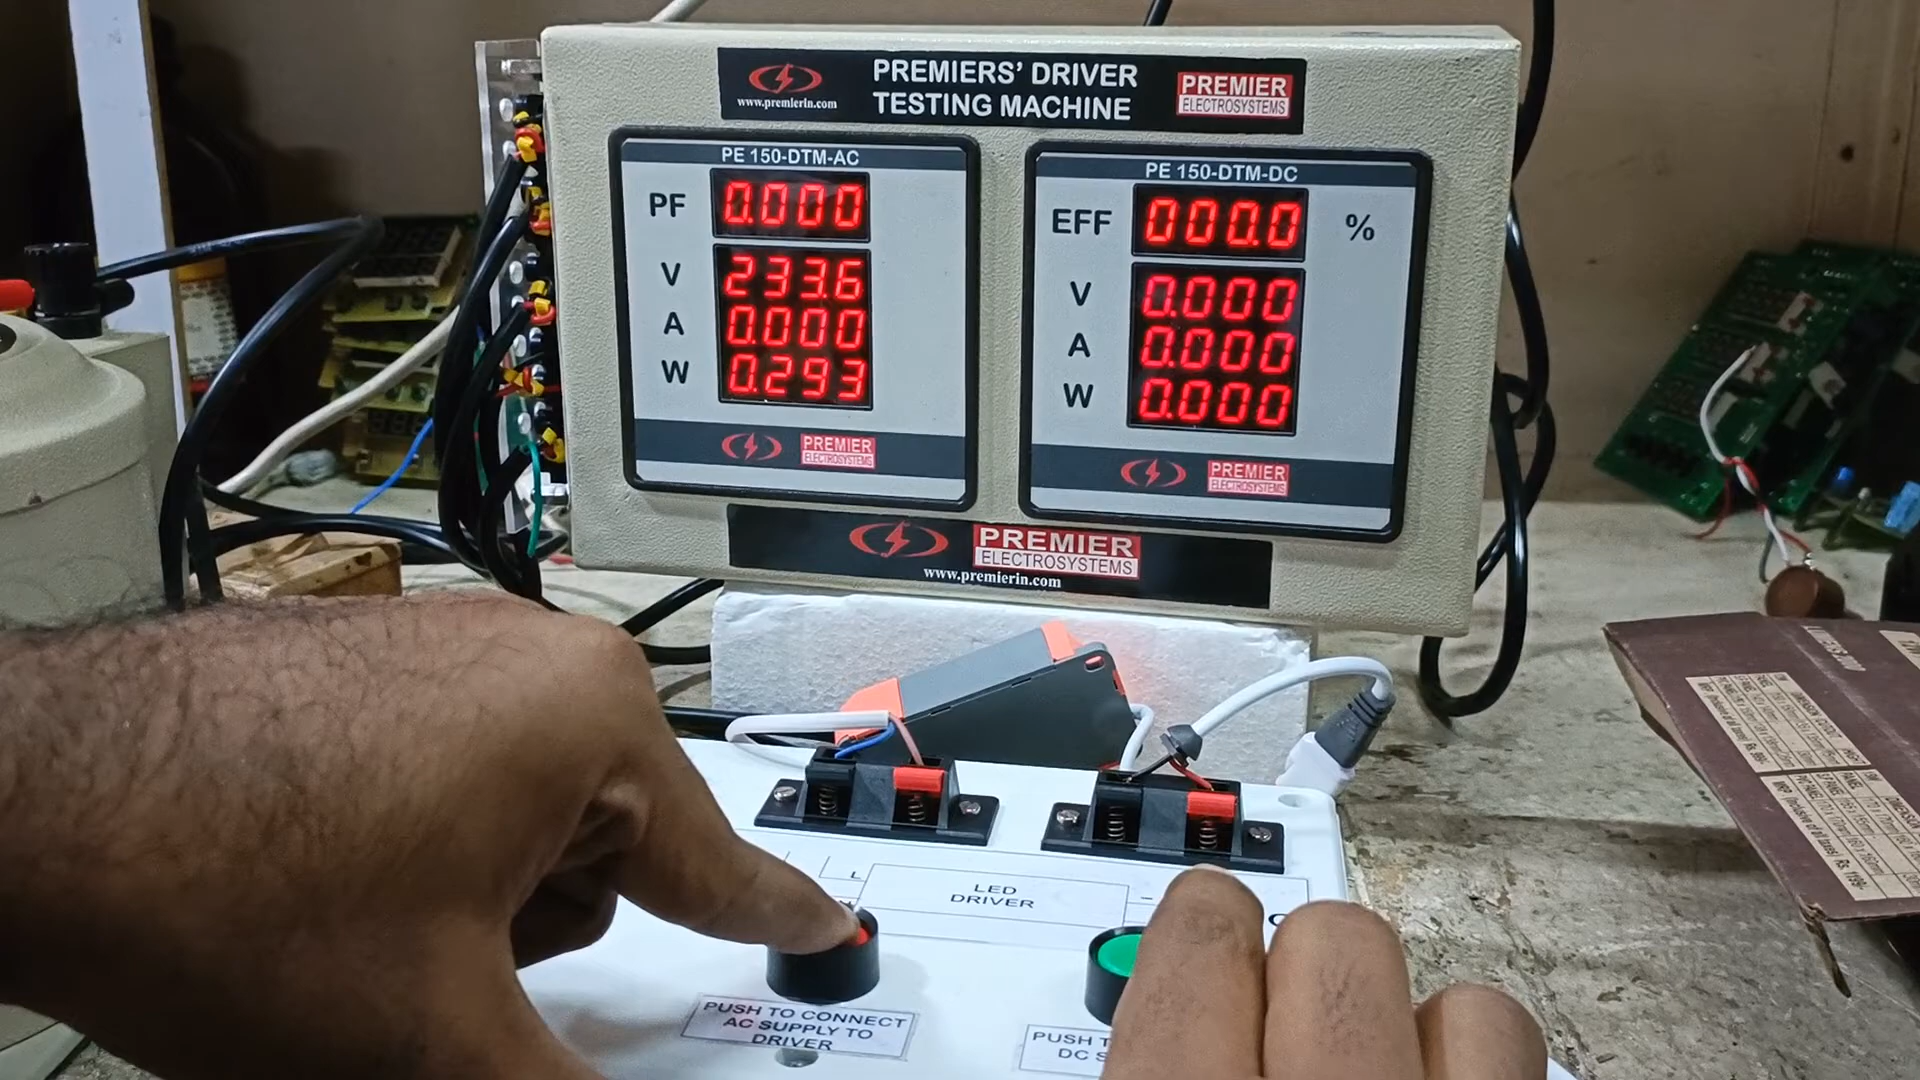 PREMIERS' DRIVER
TESTING MACHINE
www.premierin.com
PREMIER
ELECTROSYSTEMS
PE 150-DTM-AC
PF 0.000
V 233.6
A 0.000
W 0.293
PREMIER
ELECTROSYSTEMS
PE 150-DTM-DC
EFF 000.0 %
V 0.000
A 0.000
W 0.000
PREMIER
ELECTROSYSTEMS
PREMIER
ELECTROSYSTEMS
www.premierin.com
L
LED
DRIVER
-
PUSH TO CONNECT
AC SUPPLY TO
DRIVER
PUSH T
DC S